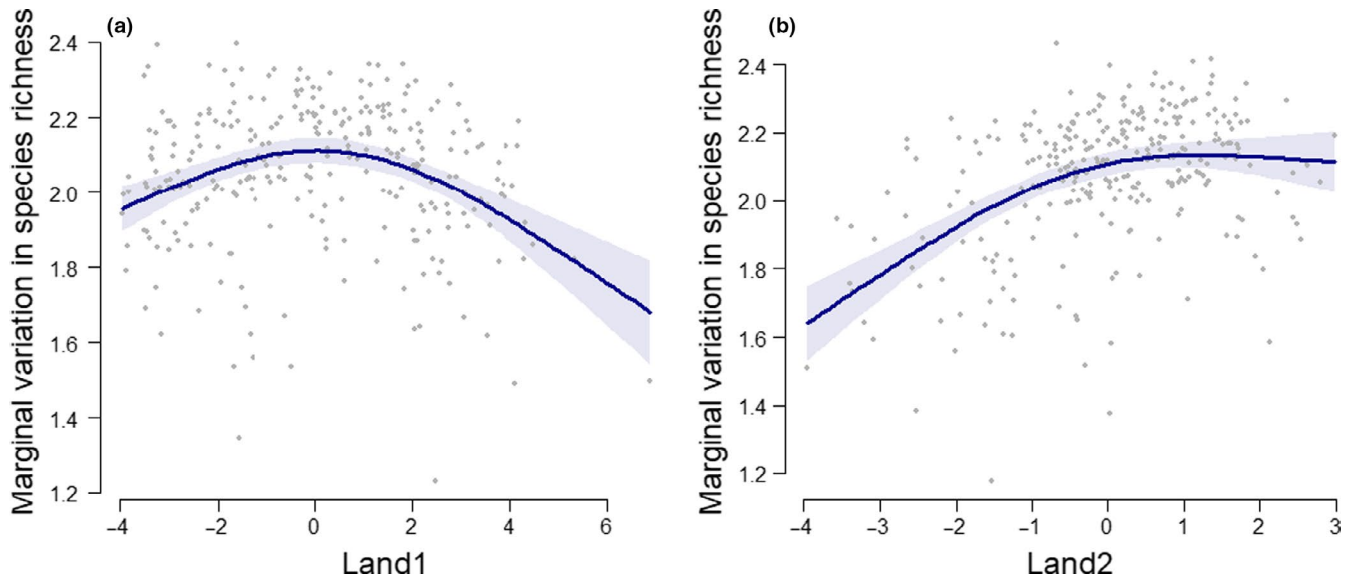 (a)
Marginal variation in species richness
2.4
2.2
2.0
1.8
1.6
1.4
1.2
−4 −2 0 2 4 6
Land1
(b)
Marginal variation in species richness
2.4
2.2
2.0
1.8
1.6
1.4
1.2
−4 −3 −2 −1 0 1 2 3
Land2